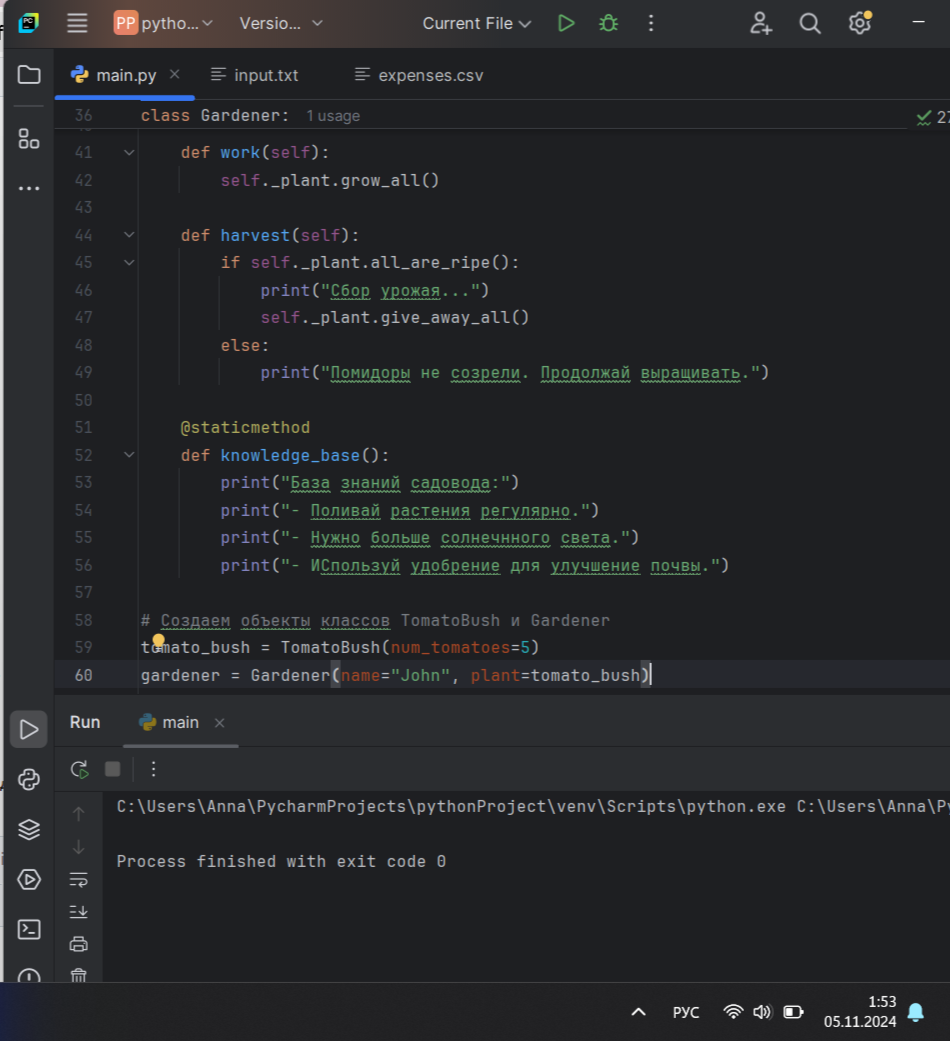 PC
PP pytho... Versio... Current File
main.py input.txt expenses.csv
36 class Gardener: 1 usage
41 def work(self):
42 self._plant.grow_all()
43
44 def harvest(self):
45 if self._plant.all_are_ripe():
46 print("Сбор урожая...")
47 self._plant.give_away_all()
48 else:
49 print("Помидоры не созрели. Продолжай выращивать.")
50
51 @staticmethod
52 def knowledge_base():
53 print("База знаний садовода:")
54 print("- Поливай растения регулярно.")
55 print("- Нужно больше солнечнного света.")
56 print("- ИСпользуй удобрение для улучшение почвы.")
57
58 # Создаем объекты классов TomatoBush и Gardener
59 tomato_bush = TomatoBush(num_tomatoes=5)
60 gardener = Gardener(name="John", plant=tomato_bush)
Run main
C:\Users\Anna\PycharmProjects\pythonProject\venv\Scripts\python.exe C:\Users\Anna\Py
Process finished with exit code 0
РУС
1:53
05.11.2024